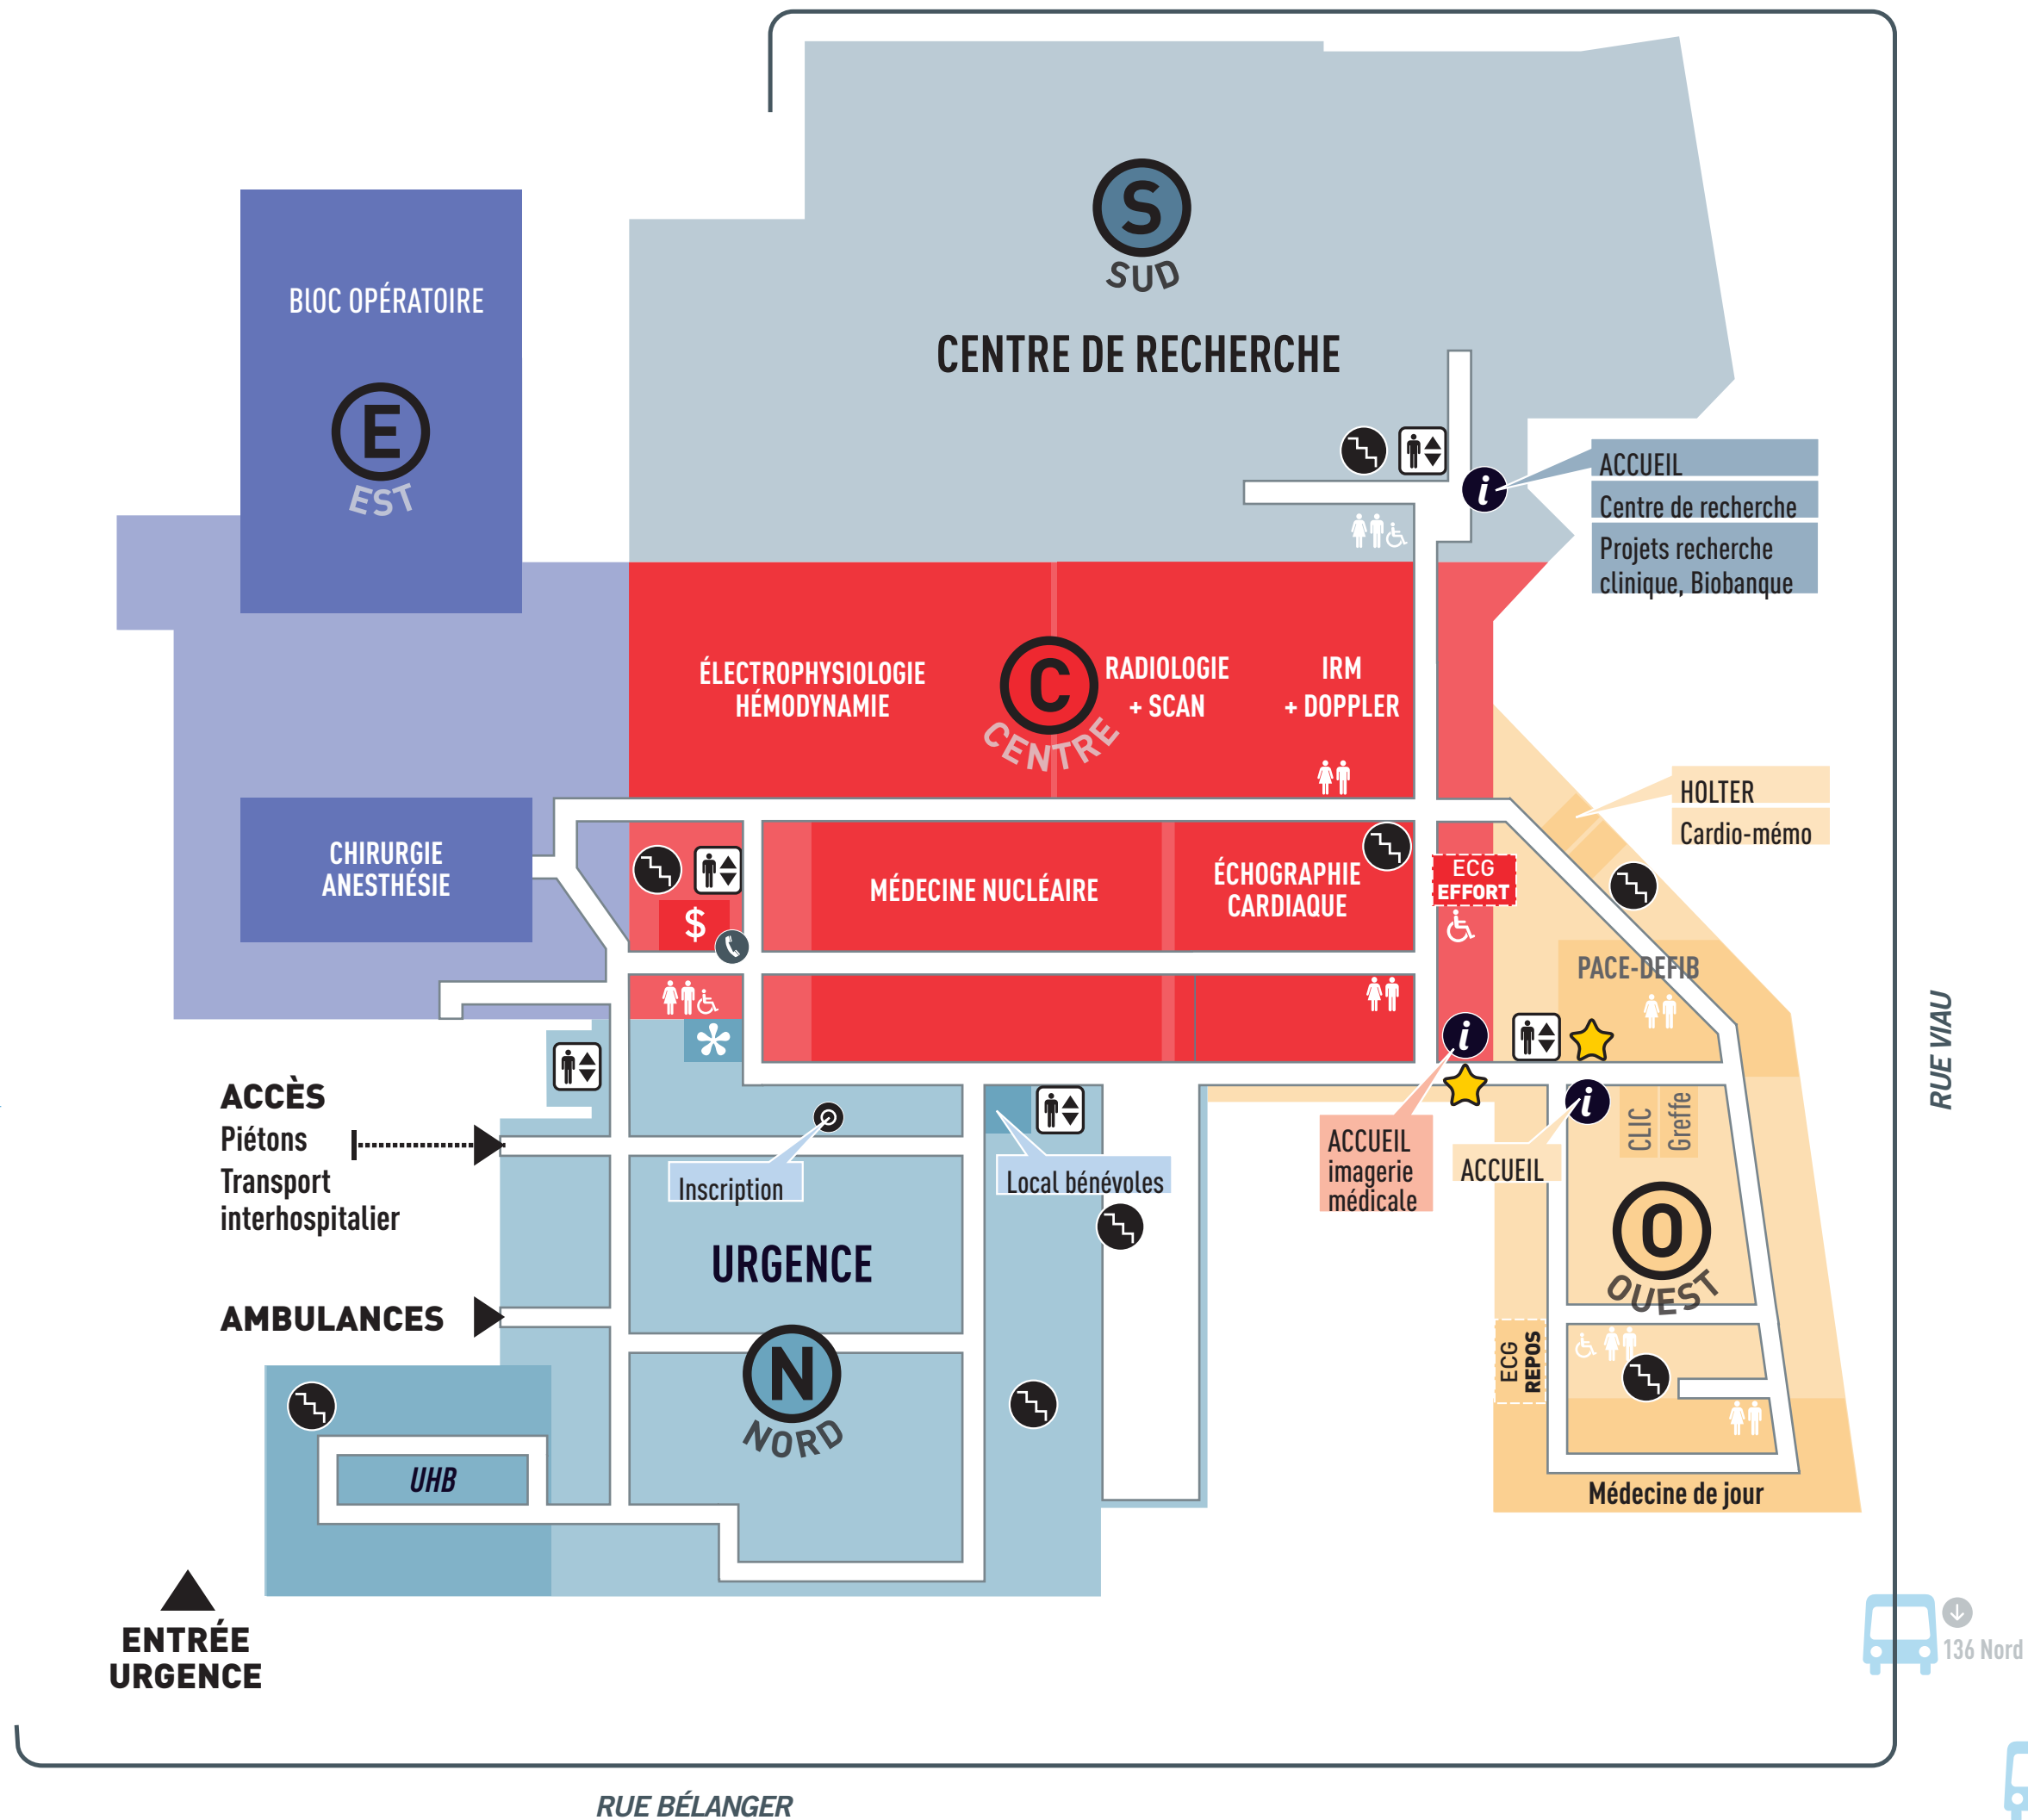 S
SUD
CENTRE DE RECHERCHE
BlOC OPÉRATOIRE
E
EST
i
ACCUEIL
Centre de recherche
Projets recherche
clinique, Biobanque
ÉLECTROPHYSIOLOGIE
HÉMODYNAMIE
C
CENTRE
RADIOLOGIE
+ SCAN
IRM
+ DOPPLER
HOLTER
Cardio-mémo
CHIRURGIE
ANESTHÉSIE
$
MÉDECINE NUCLÉAIRE
ÉCHOGRAPHIE
CARDIAQUE
ECG
EFFORT
PACE-DEFIB
*
i
i
ACCÈS
Piétons
Transport
interhospitalier
Inscription
Local bénévoles
ACCUEIL
imagerie
médicale
ACCUEIL
CLIC
Greffe
RUE VIAU
URGENCE
O
OUEST
AMBULANCES
N
NORD
ECG
REPOS
UHB
Médecine de jour
ENTRÉE
URGENCE
136 Nord
RUE BÉLANGER